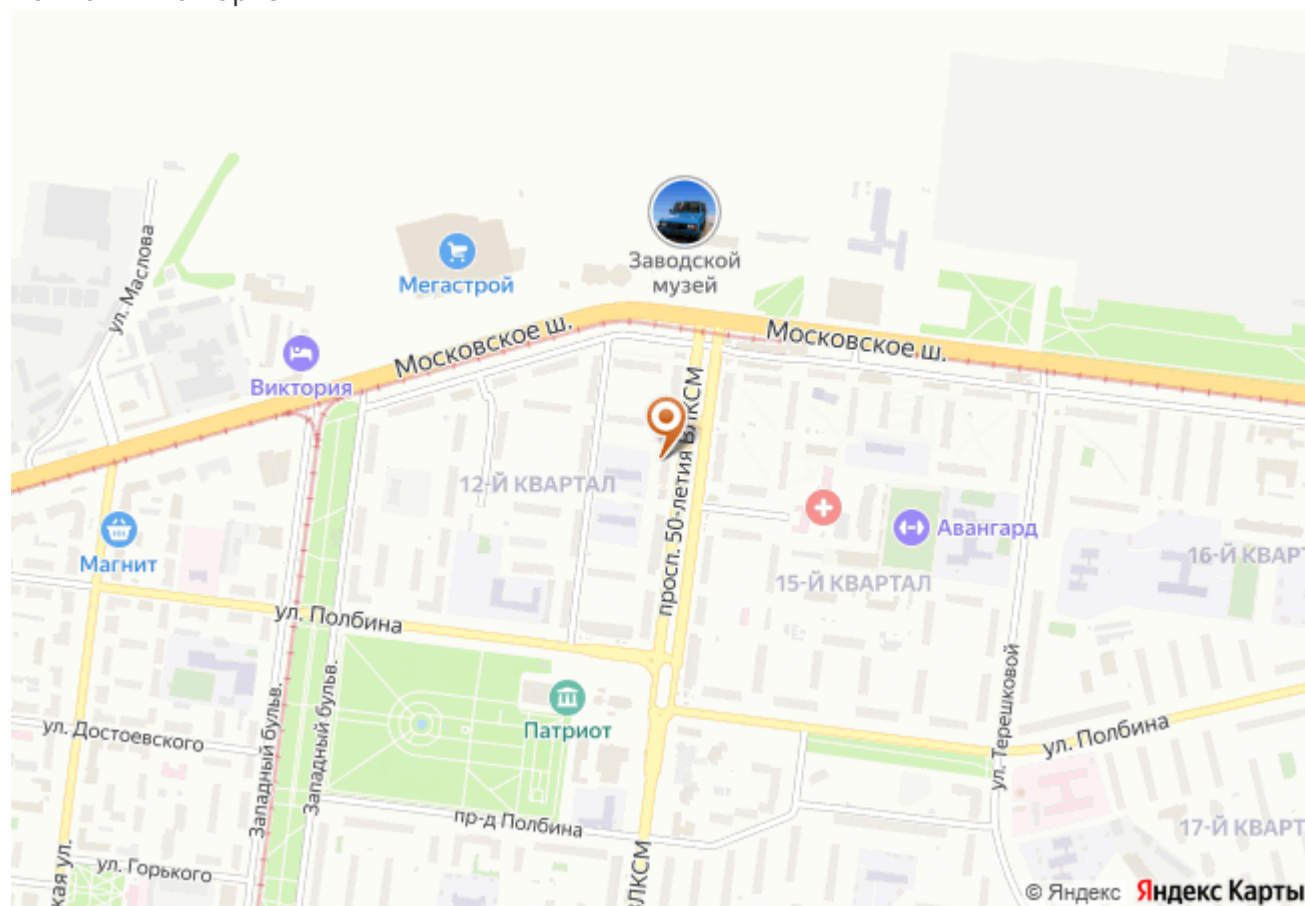 Заводской
музей
ул. Маслова
Мегастрой
Московское ш.
Московское ш.
Виктория
просп. 50-летия ВЛКСМ
12-Й КВАРТАЛ
Магнит
Авангард
16-Й КВАРТ
15-Й КВАРТАЛ
ул. Полбина
ул. Терешковой
Патриот
ул. Достоевского
Западный бульв.
Западный бульв.
ул. Полбина
пр-д Полбина
17-Й КВАРТ
ул. Горького
кая ул.
ВЛКСМ
© Яндекс Яндекс Карты